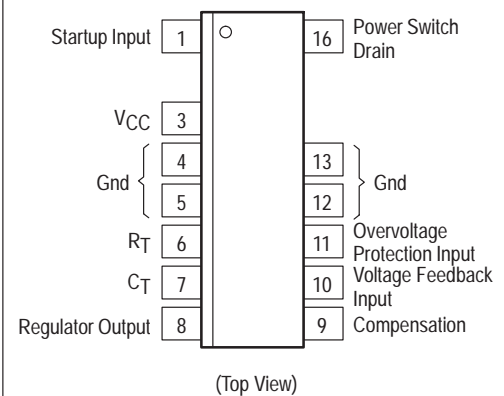 Startup Input 1 16 Power Switch
Drain
VCC 3
4 13
Gnd Gnd
5 12
RT 6 11 Overvoltage
Protection Input
CT 7 10 Voltage Feedback
Input
Regulator Output 8 9 Compensation
(Top View)